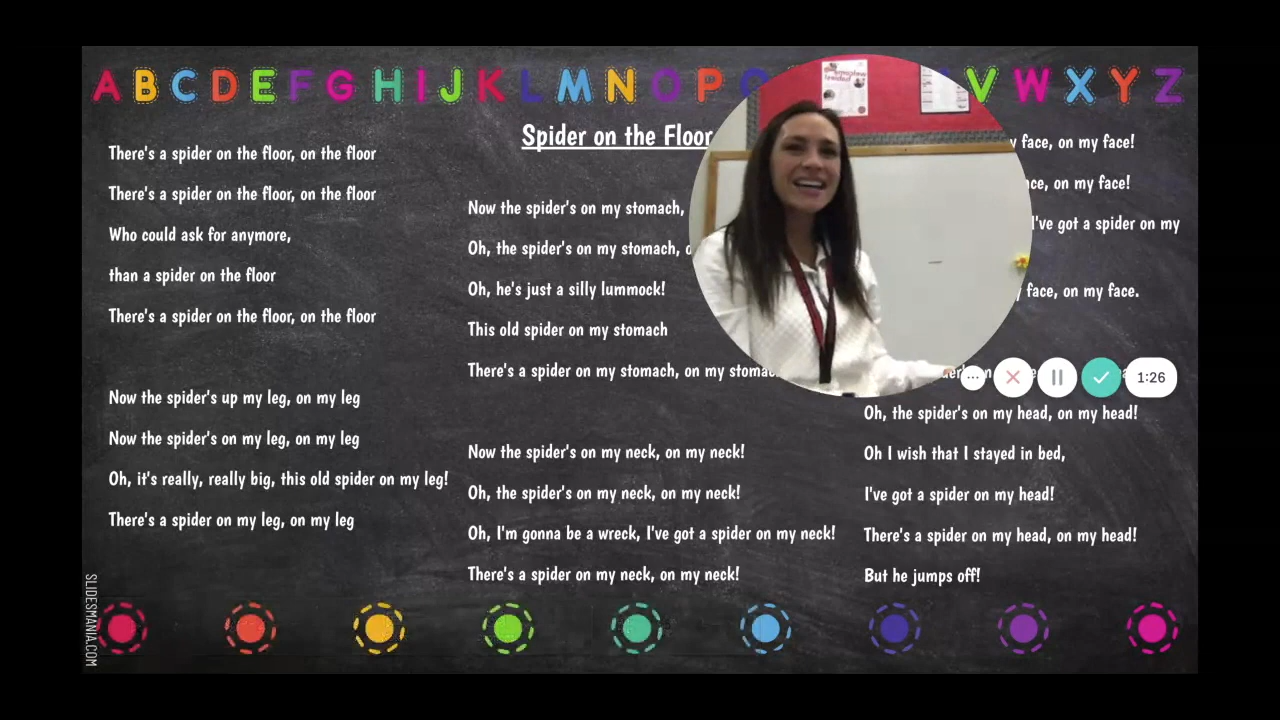 A B C D E F G H I J K L M N O P Q V W X Y Z
Spider on the Floor
There's a spider on the floor, on the floor
There's a spider on the floor, on the floor
Who could ask for anymore,
than a spider on the floor
There's a spider on the floor, on the floor
Now the spider's up my leg, on my leg
Now the spider's on my leg, on my leg
Oh, it's really, really big, this old spider on my leg!
There's a spider on my leg, on my leg
Now the spider's on my stomach,
Oh, the spider's on my stomach,
Oh, he's just a silly lummock!
This old spider on my stomach
There's a spider on my stomach, on my
Now the spider's on my neck, on my neck!
Oh, the spider's on my neck, on my neck!
Oh, I'm gonna be a wreck, I've got a spider on my neck!
There's a spider on my neck, on my neck!
face, on my face!
on my face!
I've got a spider on my
face, on my face.
Oh, the spider's on my head, on my head!
Oh I wish that I stayed in bed,
I've got a spider on my head!
There's a spider on my head, on my head!
But he jumps off!
1:26
SLIDESMANIA.COM